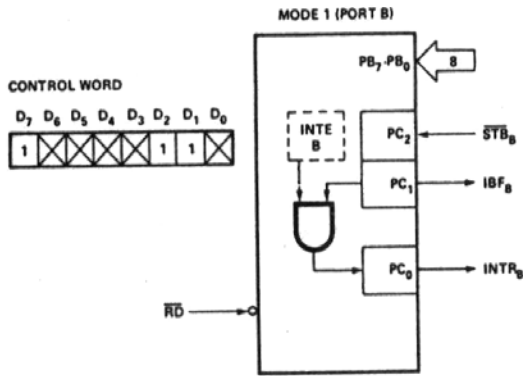 MODE 1 (PORT B)
PB7-PB0
8
CONTROL WORD
D7 D6 D5 D4 D3 D2 D1 D0
1 1 1
INTE
B
PC2
STBB
PC1
IBFB
PC0
INTRB
RD